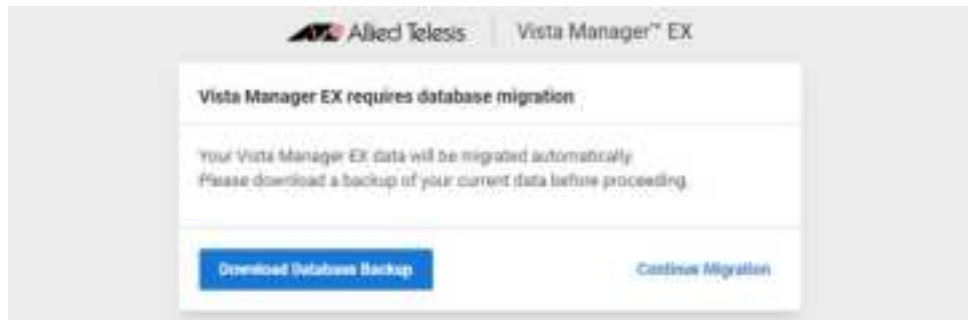 Allied Telesis Vista Manager™ EX
Vista Manager EX requires database migration
Your Vista Manager EX data will be migrated automatically.
Please download a backup of your current data before proceeding.
Download Database Backup Continue Migration